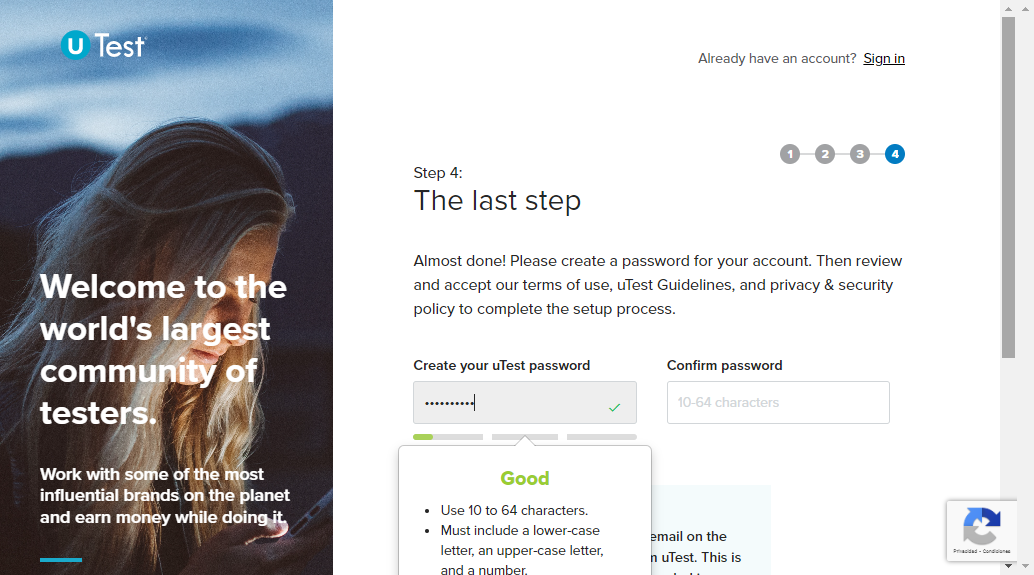 uTest
Already have an account? Sign in
1 2 3 4
Step 4:
The last step
Welcome to the
world's largest
community of
testers.
Work with some of the most
influential brands on the planet
and earn money while doing it.
Almost done! Please create a password for your account. Then review
and accept our terms of use, uTest Guidelines, and privacy & security
policy to complete the setup process.
Create your uTest password
Confirm password
••••••••••
10-64 characters
Good
• Use 10 to 64 characters.
• Must include a lower-case
letter, an upper-case letter,
and a number.
email on the
m uTest. This is
Privacidad - Condiciones